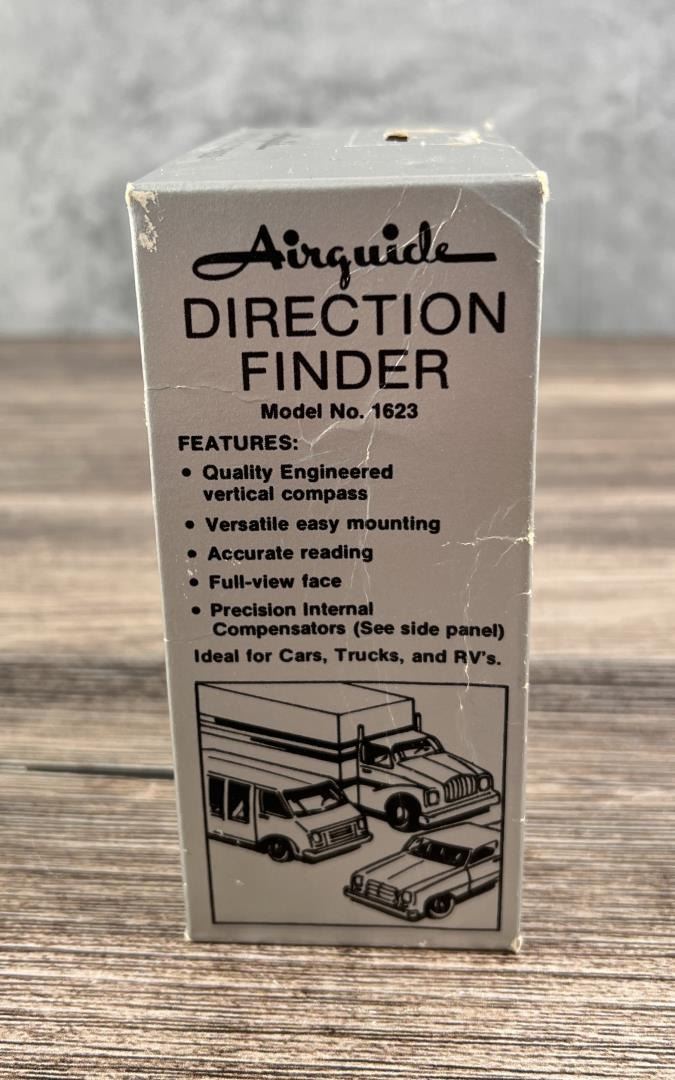 Airguide
DIRECTION
FINDER
Model No. 1623
FEATURES:
• Quality Engineered
vertical compass
• Versatile easy mounting
• Accurate reading
• Full-view face
• Precision Internal
Compensators (See side panel)
Ideal for Cars, Trucks, and RV's.